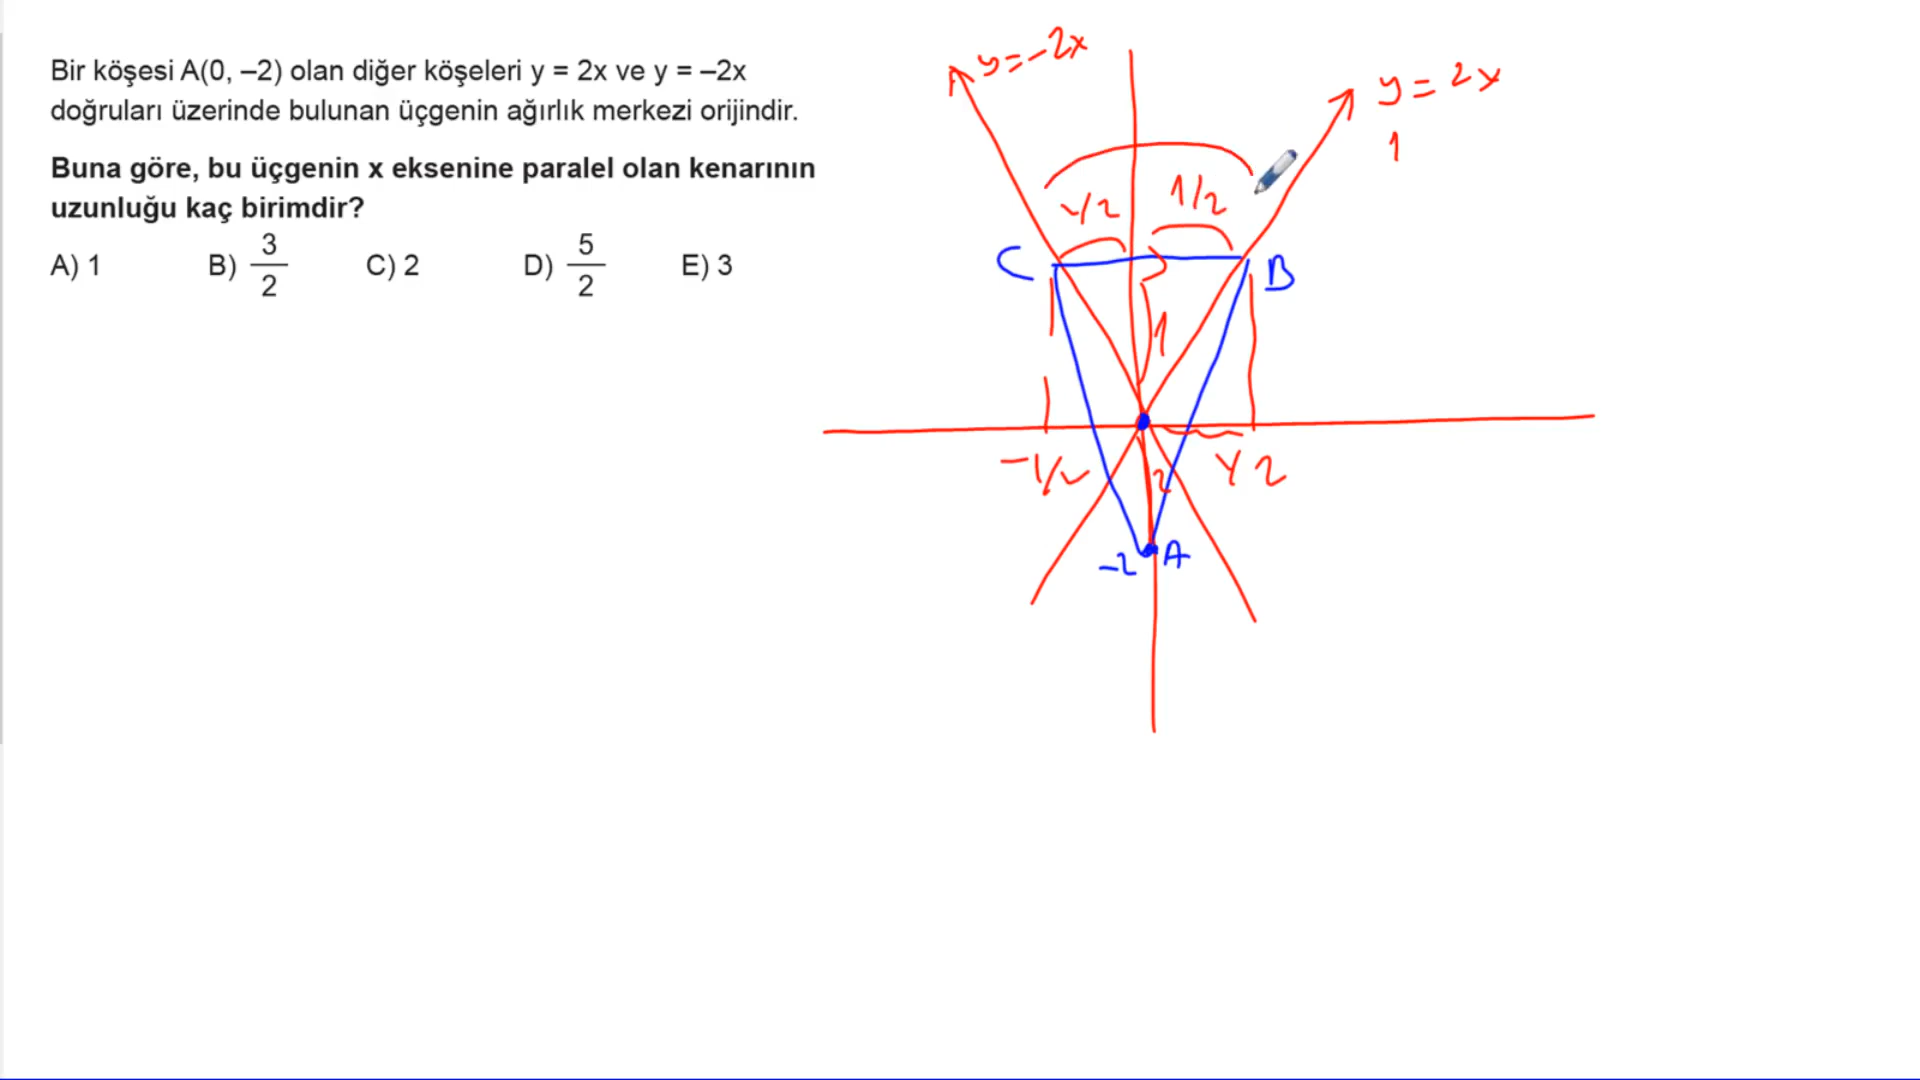 Bir köşesi A(0, –2) olan diğer köşeleri y = 2x ve y = –2x
doğruları üzerinde bulunan üçgenin ağırlık merkezi orijindir.
Buna göre, bu üçgenin x eksenine paralel olan kenarının
uzunluğu kaç birimdir?
A) 1 B) 3/2 C) 2 D) 5/2 E) 3
y=-2x
y = 2x
1
1/2 1/2
C B
1
-1/2 1/2
2
-2 A